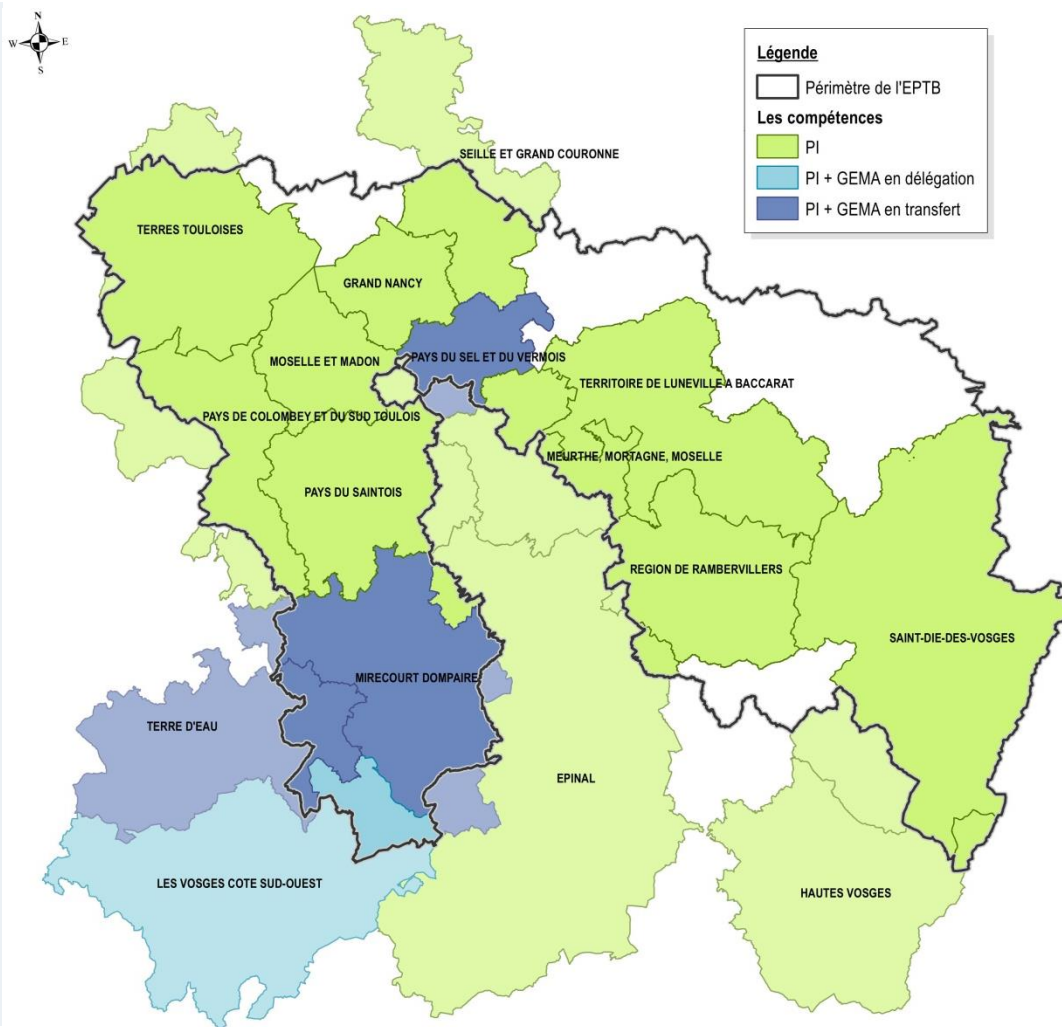 N
W E
S
Légende
Périmètre de l'EPTB
Les compétences
PI
PI + GEMA en délégation
PI + GEMA en transfert
SEILLE ET GRAND COURONNE
TERRES TOULOISES
GRAND NANCY
PAYS DU SEL ET DU VERMOIS
MOSELLE ET MADON
TERRITOIRE DE LUNEVILLE A BACCARAT
PAYS DE COLOMBEY ET DU SUD TOULOIS
MEURTHE, MORTAGNE, MOSELLE
PAYS DU SAINTOIS
REGION DE RAMBERVILLERS
SAINT-DIE-DES-VOSGES
MIRECOURT DOMPAIRE
TERRE D'EAU
EPINAL
LES VOSGES COTE SUD-OUEST
HAUTES VOSGES